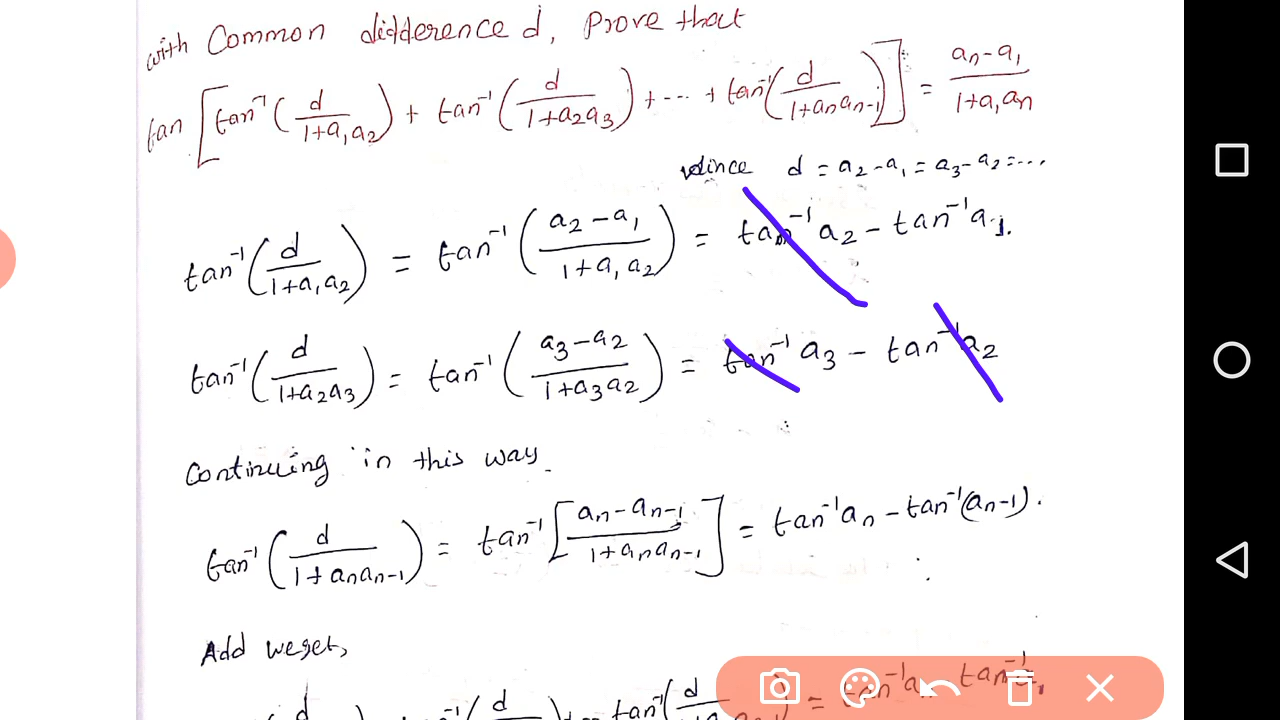 with Common difference d, Prove that
tan [tan⁻¹(d/(1+a₁a₂)) + tan⁻¹(d/(1+a₂a₃)) + --- + tan⁻¹(d/(1+aₙaₙ₋₁))] = (aₙ-a₁)/(1+a₁aₙ)
since d = a₂-a₁ = a₃-a₂ = ...
tan⁻¹(d/(1+a₁a₂)) = tan⁻¹((a₂-a₁)/(1+a₁a₂)) = tan⁻¹a₂ - tan⁻¹a₁.
tan⁻¹(d/(1+a₂a₃)) = tan⁻¹((a₃-a₂)/(1+a₃a₂)) = tan⁻¹a₃ - tan⁻¹a₂
Continuing in this way
tan⁻¹(d/(1+aₙaₙ₋₁)) = tan⁻¹[(aₙ-aₙ₋₁)/(1+aₙaₙ₋₁)] = tan⁻¹aₙ - tan⁻¹(aₙ₋₁).
Add weget,